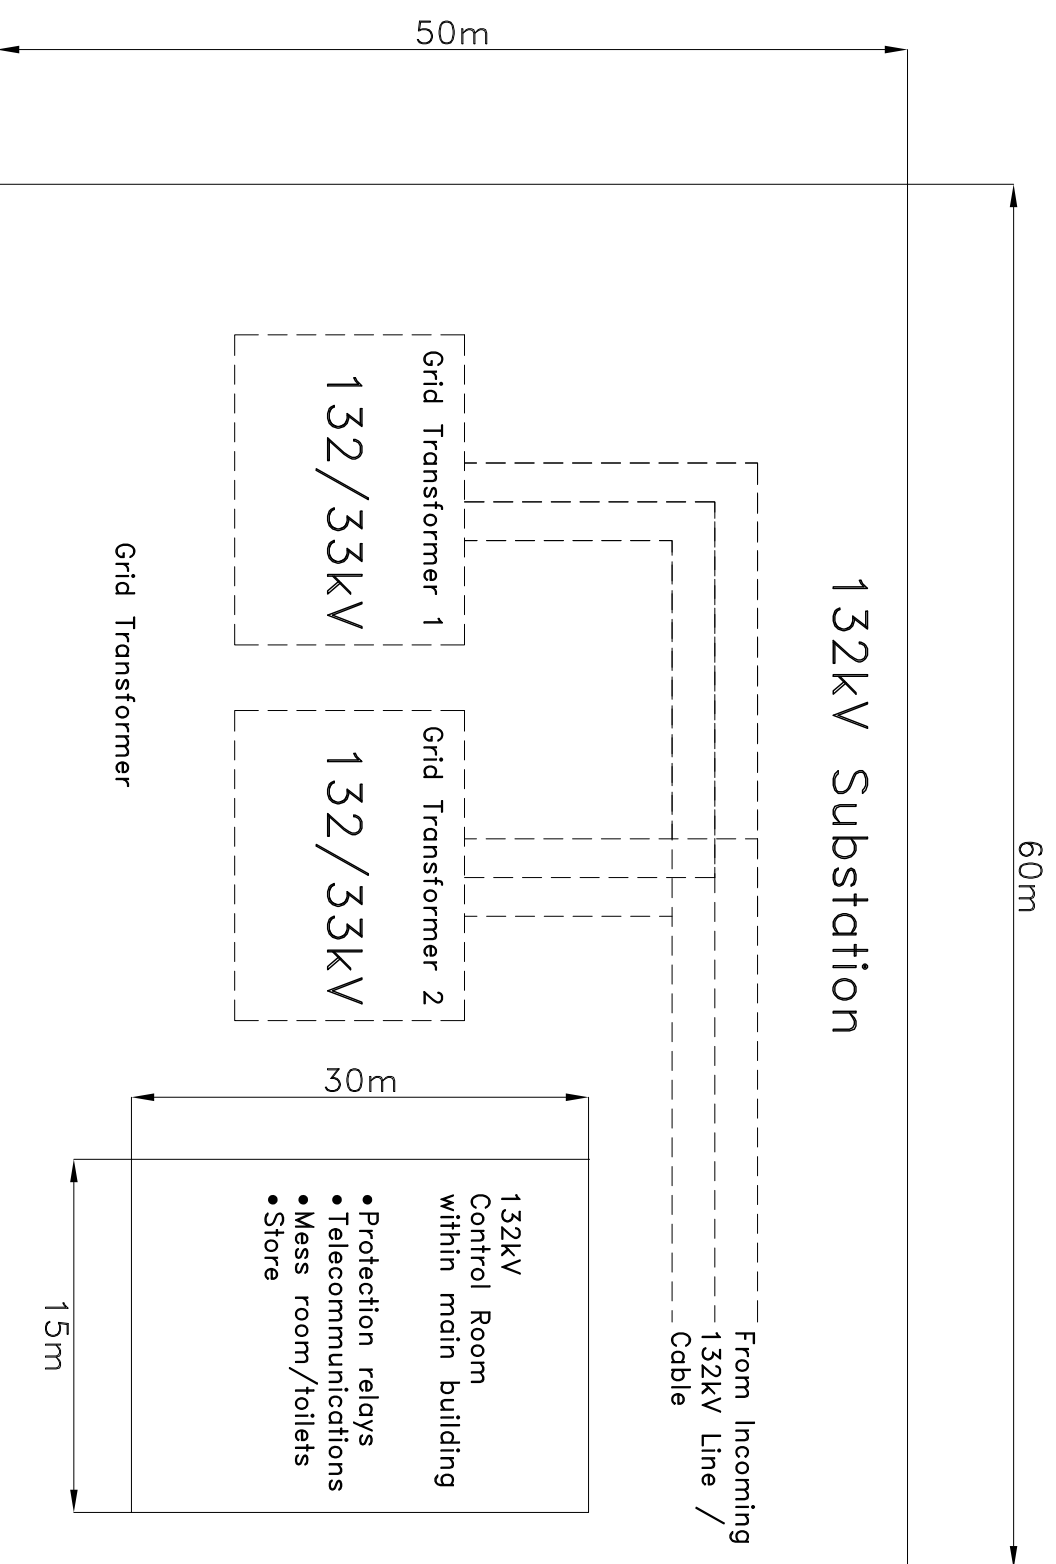 50m
60m
132kV Substation
From Incoming
132kV Line /
Cable
Grid Transformer 1
132/33kV
Grid Transformer 2
132/33kV
Grid Transformer
30m
15m
132kV
Control Room
within main building
•Protection relays
•Telecommunications
•Mess room/toilets
•Store